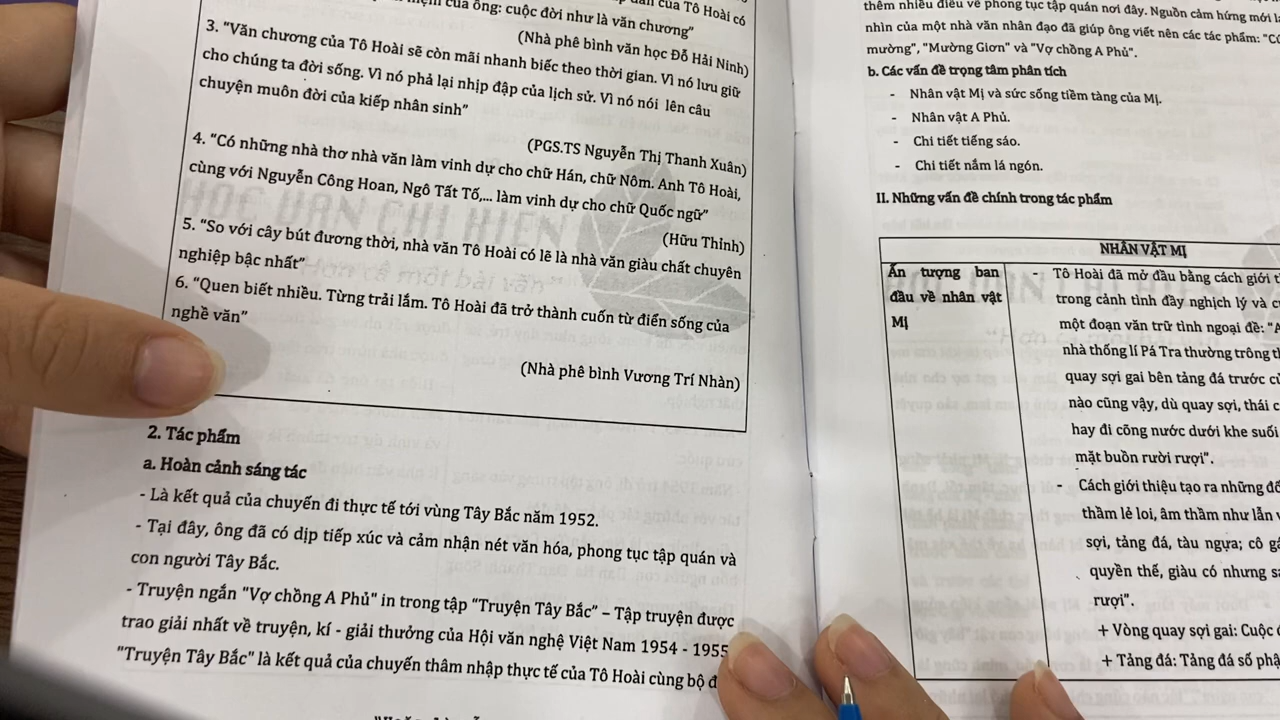 của ông: cuộc đời như là văn chương"
của Tô Hoài có
(Nhà phê bình văn học Đỗ Hải Ninh)
3. "Văn chương của Tô Hoài sẽ còn mãi nhanh biếc theo thời gian. Vì nó lưu giữ
cho chúng ta đời sống. Vì nó phả lại nhịp đập của lịch sử. Vì nó nói lên câu
chuyện muôn đời của kiếp nhân sinh"
(PGS.TS Nguyễn Thị Thanh Xuân)
4. "Có những nhà thơ nhà văn làm vinh dự cho chữ Hán, chữ Nôm. Anh Tô Hoài,
cùng với Nguyễn Công Hoan, Ngô Tất Tố,... làm vinh dự cho chữ Quốc ngữ"
(Hữu Thỉnh)
5. "So với cây bút đương thời, nhà văn Tô Hoài có lẽ là nhà văn giàu chất chuyên
nghiệp bậc nhất"
6. "Quen biết nhiều. Từng trải lắm. Tô Hoài đã trở thành cuốn từ điển sống của
nghề văn"
(Nhà phê bình Vương Trí Nhàn)
2. Tác phẩm
a. Hoàn cảnh sáng tác
- Là kết quả của chuyến đi thực tế tới vùng Tây Bắc năm 1952.
- Tại đây, ông đã có dịp tiếp xúc và cảm nhận nét văn hóa, phong tục tập quán và
con người Tây Bắc.
- Truyện ngắn "Vợ chồng A Phủ" in trong tập "Truyện Tây Bắc" – Tập truyện được
trao giải nhất về truyện, kí - giải thưởng của Hội văn nghệ Việt Nam 1954 - 1955
"Truyện Tây Bắc" là kết quả của chuyến thâm nhập thực tế của Tô Hoài cùng bộ
thêm nhiều điều về phong tục tập quán nơi đây. Nguồn cảm hứng mới
nhìn của một nhà văn nhân đạo đã giúp ông viết nên các tác phẩm:
mường", "Mường Giơn" và "Vợ chồng A Phủ".
b. Các vấn đề trọng tâm phân tích
- Nhân vật Mị và sức sống tiềm tàng của Mị.
- Nhân vật A Phủ.
- Chi tiết tiếng sáo.
- Chi tiết nắm lá ngón.
II. Những vấn đề chính trong tác phẩm
NHÂN VẬT MỊ
Ấn tượng ban
đầu về nhân vật
Mị
- Tô Hoài đã mở đầu bằng cách giới
trong cảnh tình đầy nghịch lý và
một đoạn văn trữ tình ngoại đề:
nhà thống lí Pá Tra thường trông
quay sợi gai bên tảng đá trước
nào cũng vậy, dù quay sợi, thái
hay đi cõng nước dưới khe suối
mặt buồn rười rượi".
- Cách giới thiệu tạo ra những
thầm lẻ loi, âm thầm như lẫn
sợi, tảng đá, tàu ngựa; cô
quyền thế, giàu có nhưng
rượi".
+ Vòng quay sợi gai: Cuộc
+ Tảng đá: Tảng đá số
HOC VAN CHI HIEN
"Hơn cả một bài văn"